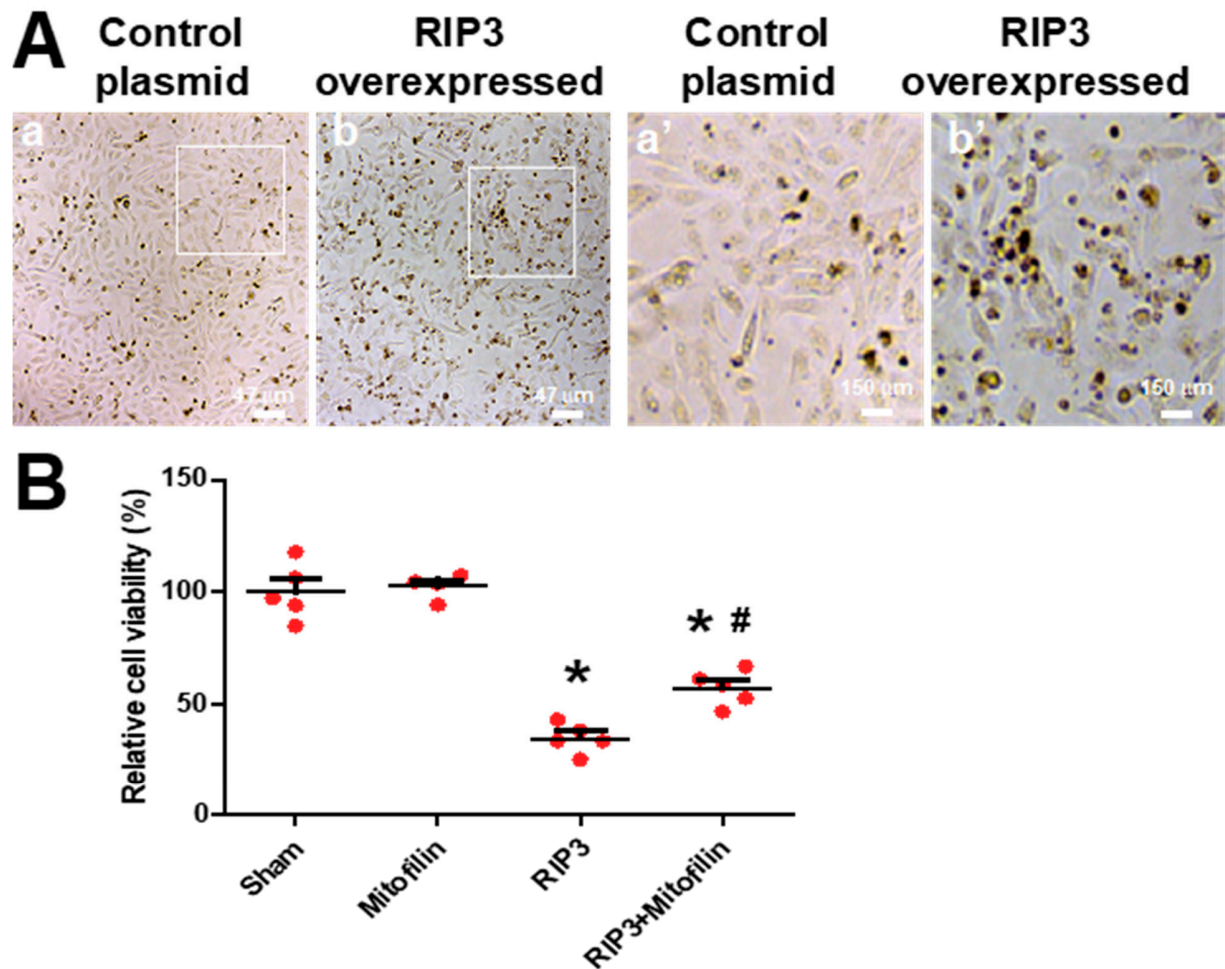 A
Control
plasmid
RIP3
overexpressed
Control
plasmid
RIP3
overexpressed
a
b
a’
b’
47 µm
47 µm
150 µm
150 µm
B
Relative cell viability (%)
150
100
50
0
*
* #
Sham
Mitofilin
RIP3
RIP3+Mitofilin